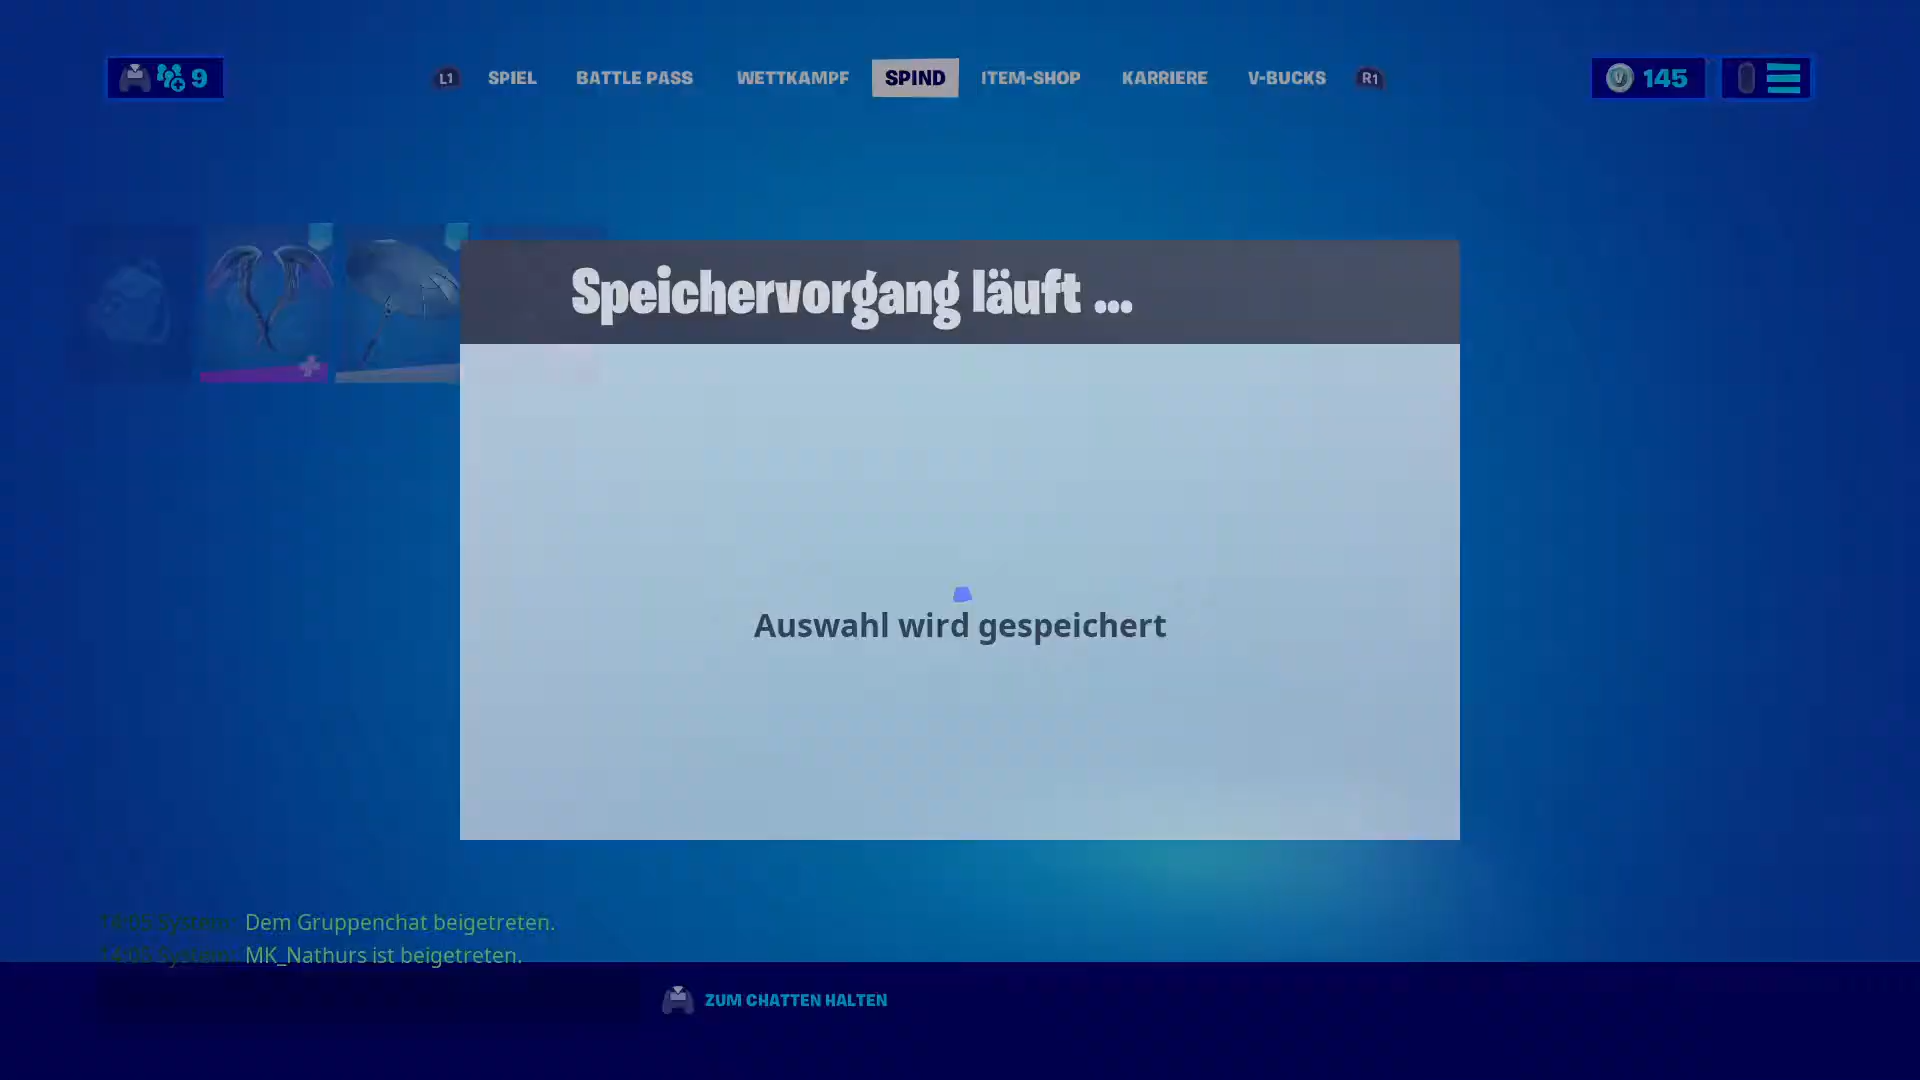 9
L1
SPIEL
BATTLE PASS
WETTKAMPF
SPIND
ITEM-SHOP
KARRIERE
V-BUCKS
R1
145
Speichervorgang läuft ...
Auswahl wird gespeichert
14:05 System: Dem Gruppenchat beigetreten.
14:05 System: MK_Nathurs ist beigetreten.
ZUM CHATTEN HALTEN